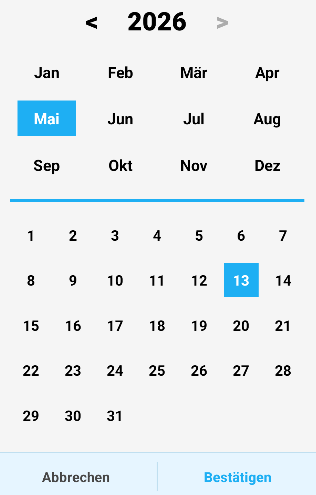 < 2026 >
Jan Feb Mär Apr
Mai Jun Jul Aug
Sep Okt Nov Dez
1 2 3 4 5 6 7
8 9 10 11 12 13 14
15 16 17 18 19 20 21
22 23 24 25 26 27 28
29 30 31
Abbrechen Bestätigen